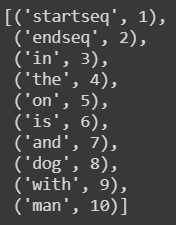 [('startseq', 1),
('endseq', 2),
('in', 3),
('the', 4),
('on', 5),
('is', 6),
('and', 7),
('dog', 8),
('with', 9),
('man', 10)]